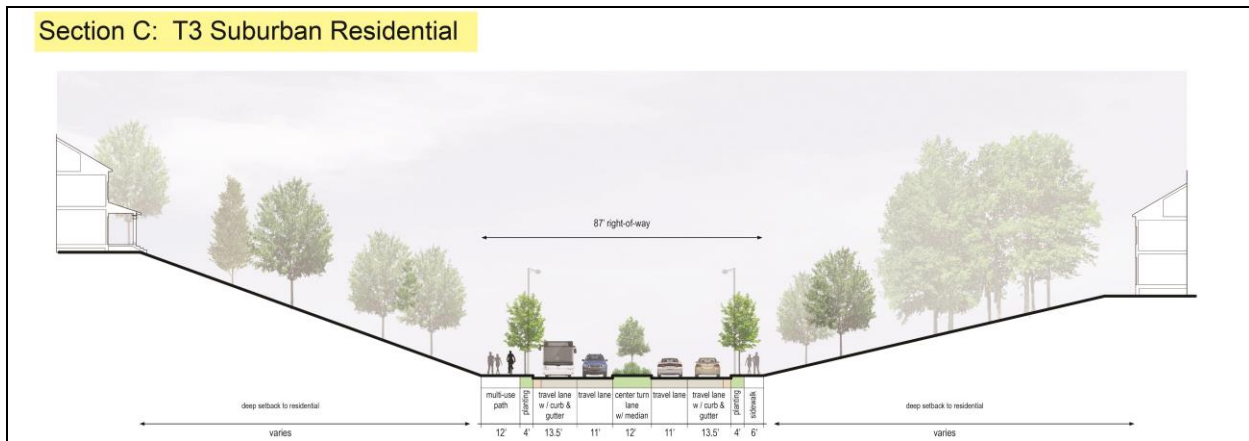 Section C: T3 Suburban Residential
87' right-of-way
multi-use
path
planting
travel lane
w / curb &
gutter
travel lane
center turn
lane
w/ median
travel lane
travel lane
w / curb &
gutter
planting
sidewalk
deep setback to residential
deep setback to residential
varies
12'
4'
13.5'
11'
12'
11'
13.5'
4'
6'
varies